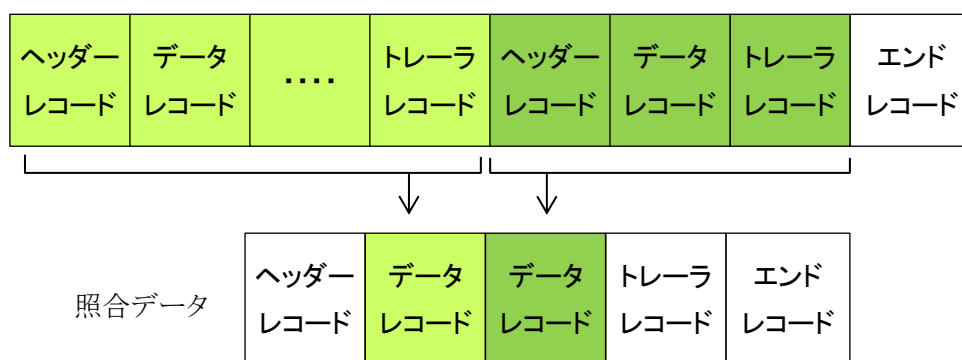 ヘッダー データ ‥‥ トレーラ ヘッダー データ トレーラ エンド
レコード レコード レコード レコード レコード レコード レコード
ヘッダー データ データ トレーラ エンド
照合データ
レコード レコード レコード レコード レコード